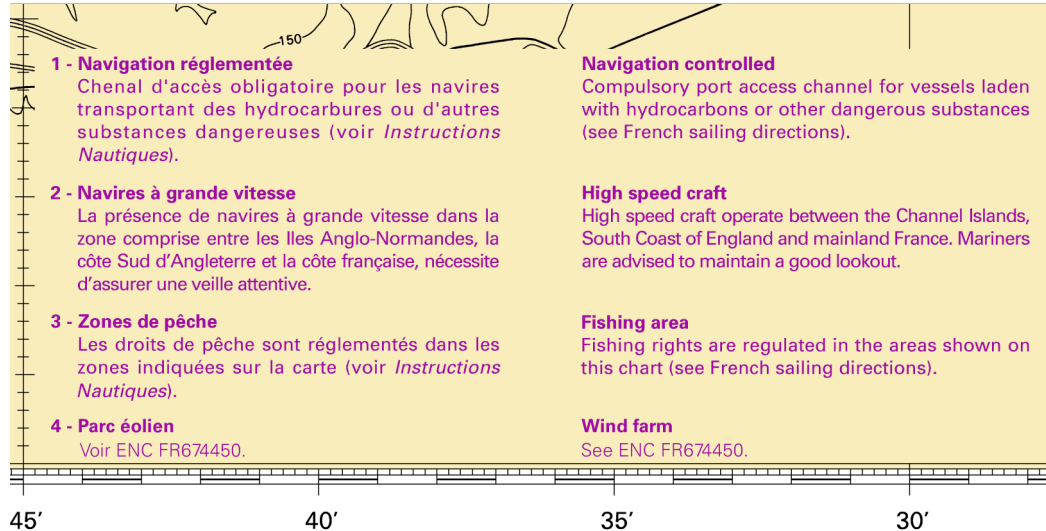 150
1 - Navigation réglementée
Chenal d'accès obligatoire pour les navires
transportant des hydrocarbures ou d'autres
substances dangereuses (voir Instructions
Nautiques).
2 - Navires à grande vitesse
La présence de navires à grande vitesse dans la
zone comprise entre les Iles Anglo-Normandes, la
côte Sud d’Angleterre et la côte française, nécessite
d’assurer une veille attentive.
3 - Zones de pêche
Les droits de pêche sont réglementés dans les
zones indiquées sur la carte (voir Instructions
Nautiques).
4 - Parc éolien
Voir ENC FR674450.
Navigation controlled
Compulsory port access channel for vessels laden
with hydrocarbons or other dangerous substances
(see French sailing directions).
High speed craft
High speed craft operate between the Channel Islands,
South Coast of England and mainland France. Mariners
are advised to maintain a good lookout.
Fishing area
Fishing rights are regulated in the areas shown on
this chart (see French sailing directions).
Wind farm
See ENC FR674450.
45’
40’
35’
30’